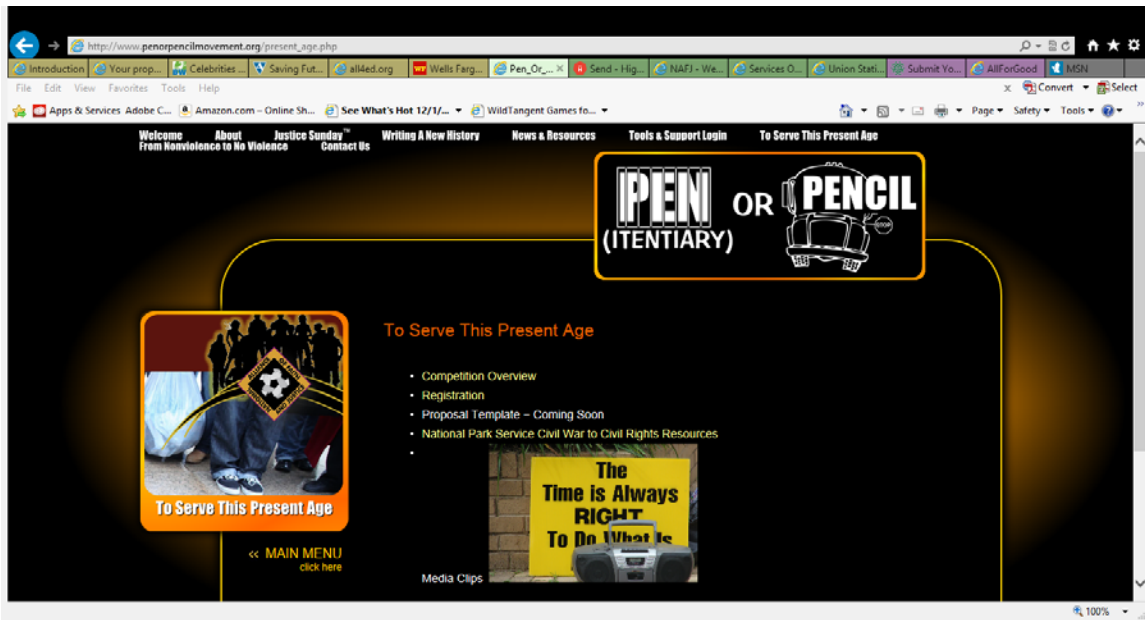 http://www.penorpencilmovement.org/present_age.php
Introduction Your prop... Celebrities ... Saving Fut... all4ed.org Wells Farg... Pen_Or_... Send - Hig... NAFJ - We... Services O... Union Stati... Submit Yo... AllForGood MSN
File Edit View Favorites Tools Help x Convert Select
Apps & Services Adobe C... Amazon.com – Online Sh... See What's Hot 12/1/... WildTangent Games fo... Page Safety Tools
Welcome About Justice Sunday™ Writing A New History News & Resources Tools & Support Login To Serve This Present Age
From Nonviolence to No Violence Contact Us
PEN OR PENCIL
STOP
(ITENTIARY)
To Serve This Present Age
• Competition Overview
• Registration
• Proposal Template – Coming Soon
• National Park Service Civil War to Civil Rights Resources
•
The
Time is Always
RIGHT
To Do What Is
Media Clips
To Serve This Present Age
<< MAIN MENU
click here
100%